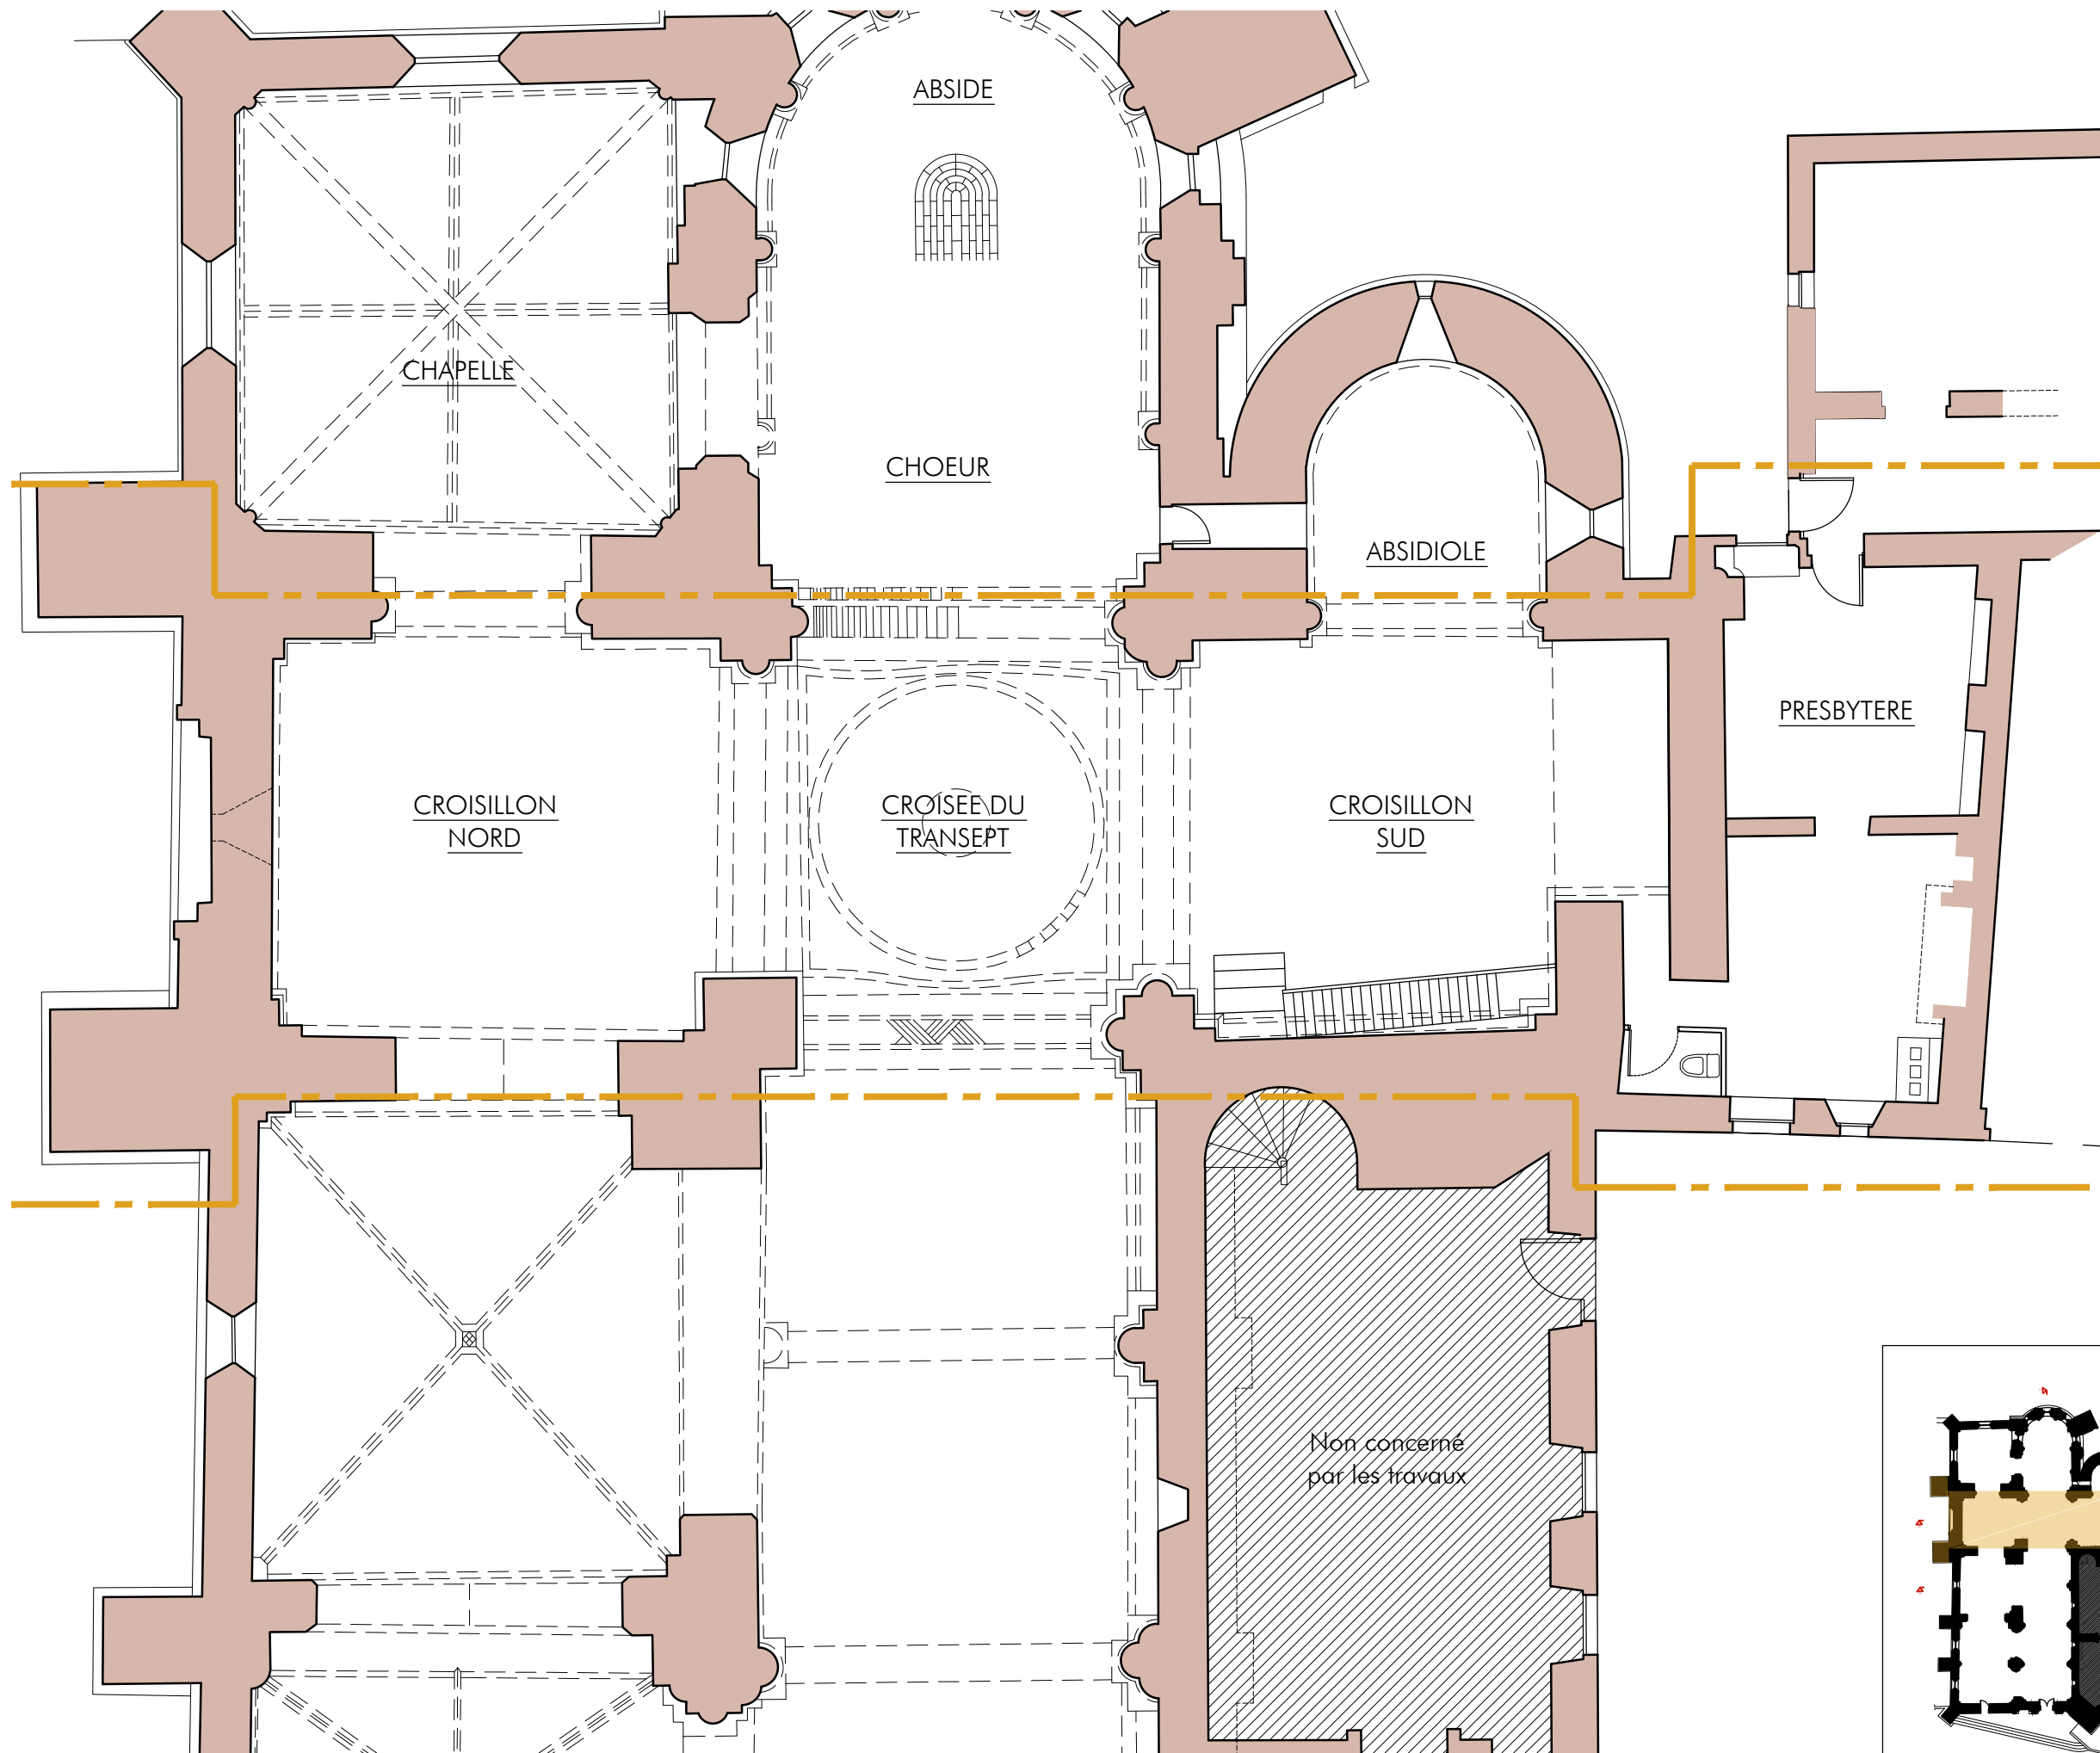 ABSIDE
CHAPELLE
CHOEUR
ABSIDIOLE
PRESBYTERE
CROISILLON
NORD
CROISEE DU
TRANSEPT
CROISILLON
SUD
Non concerné
par les travaux